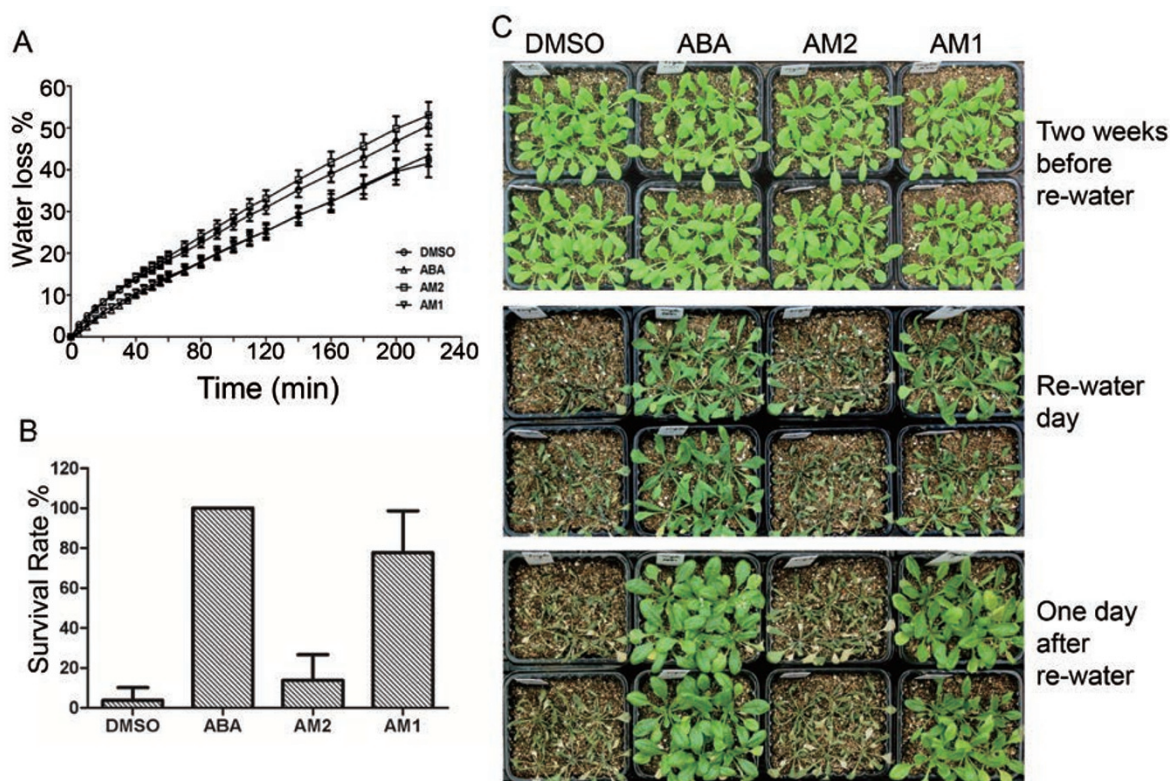 A
60
50
40
30
20
10
0
Water loss %
0 40 80 120 160 200 240
Time (min)
DMSO
ABA
AM2
AM1
B
120
100
80
60
40
20
0
Survival Rate %
DMSO ABA AM2 AM1
C
DMSO ABA AM2 AM1
Two weeks
before
re-water
Re-water
day
One day
after
re-water